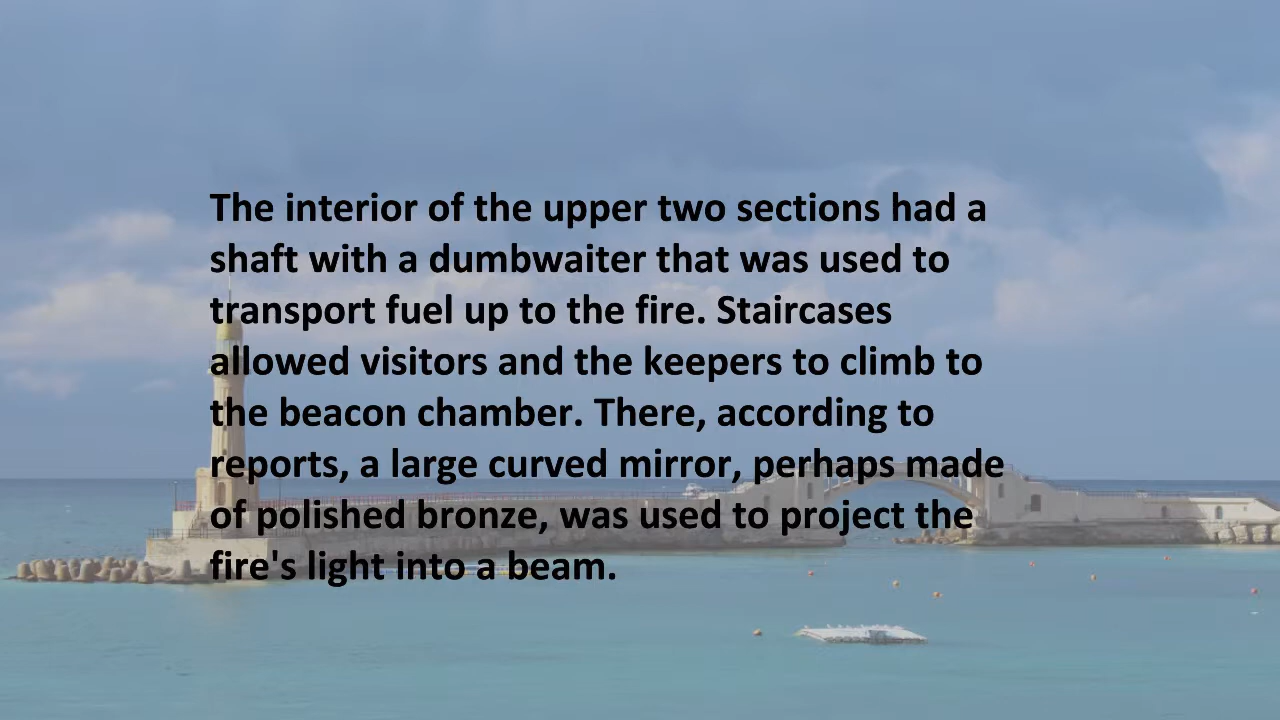 The interior of the upper two sections had a
shaft with a dumbwaiter that was used to
transport fuel up to the fire. Staircases
allowed visitors and the keepers to climb to
the beacon chamber. There, according to
reports, a large curved mirror, perhaps made
of polished bronze, was used to project the
fire's light into a beam.